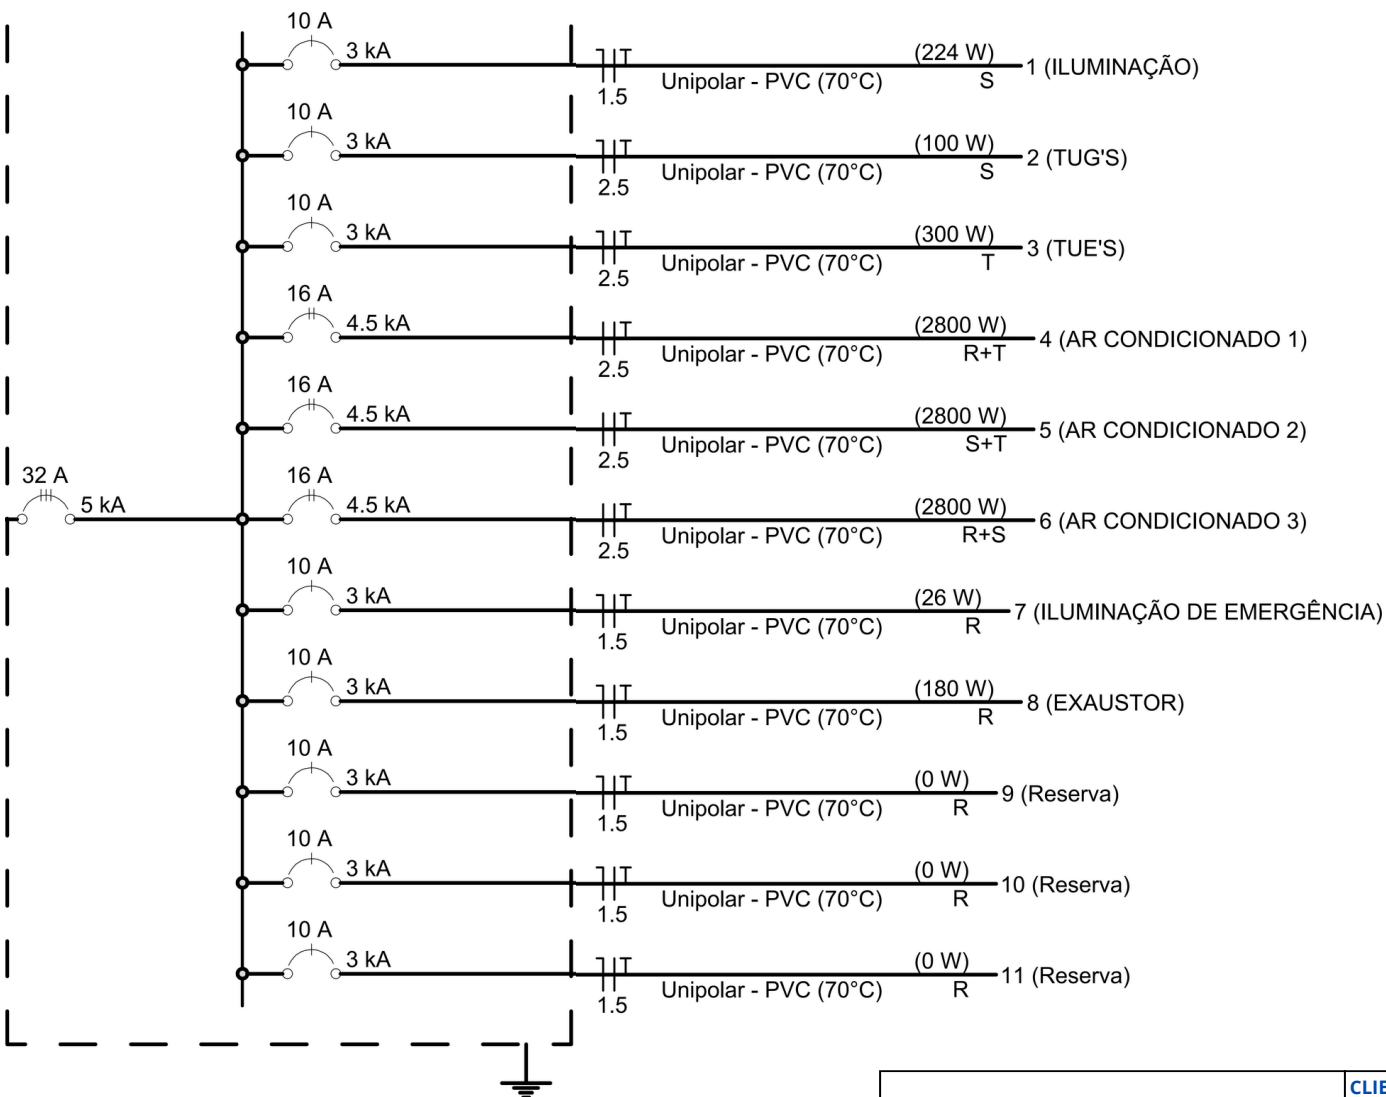 10 A
3 kA
(224 W)
1 (ILUMINAÇÃO)
Unipolar - PVC (70°C)
S
1.5
10 A
3 kA
(100 W)
2 (TUG'S)
Unipolar - PVC (70°C)
S
2.5
10 A
3 kA
(300 W)
3 (TUE'S)
Unipolar - PVC (70°C)
T
2.5
16 A
4.5 kA
(2800 W)
4 (AR CONDICIONADO 1)
Unipolar - PVC (70°C)
R+T
2.5
16 A
4.5 kA
(2800 W)
5 (AR CONDICIONADO 2)
Unipolar - PVC (70°C)
S+T
2.5
32 A
5 kA
16 A
4.5 kA
(2800 W)
6 (AR CONDICIONADO 3)
Unipolar - PVC (70°C)
R+S
2.5
10 A
3 kA
(26 W)
7 (ILUMINAÇÃO DE EMERGÊNCIA)
Unipolar - PVC (70°C)
R
1.5
10 A
3 kA
(180 W)
8 (EXAUSTOR)
Unipolar - PVC (70°C)
R
1.5
10 A
3 kA
(0 W)
9 (Reserva)
Unipolar - PVC (70°C)
R
1.5
10 A
3 kA
(0 W)
10 (Reserva)
Unipolar - PVC (70°C)
R
1.5
10 A
3 kA
(0 W)
11 (Reserva)
Unipolar - PVC (70°C)
R
1.5
CLIE